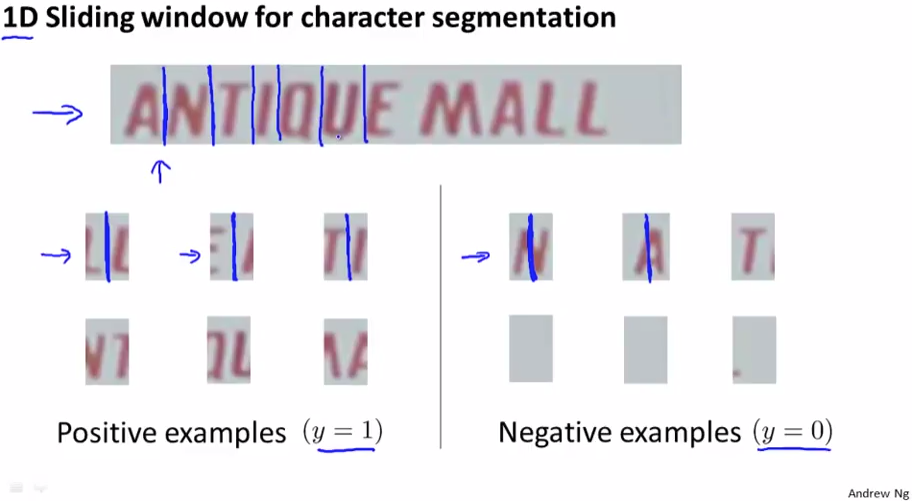 1D Sliding window for character segmentation
ANTIQUE MALL
LL E A TI N A T
NT QU MA
Positive examples (y = 1) Negative examples (y = 0)
Andrew Ng